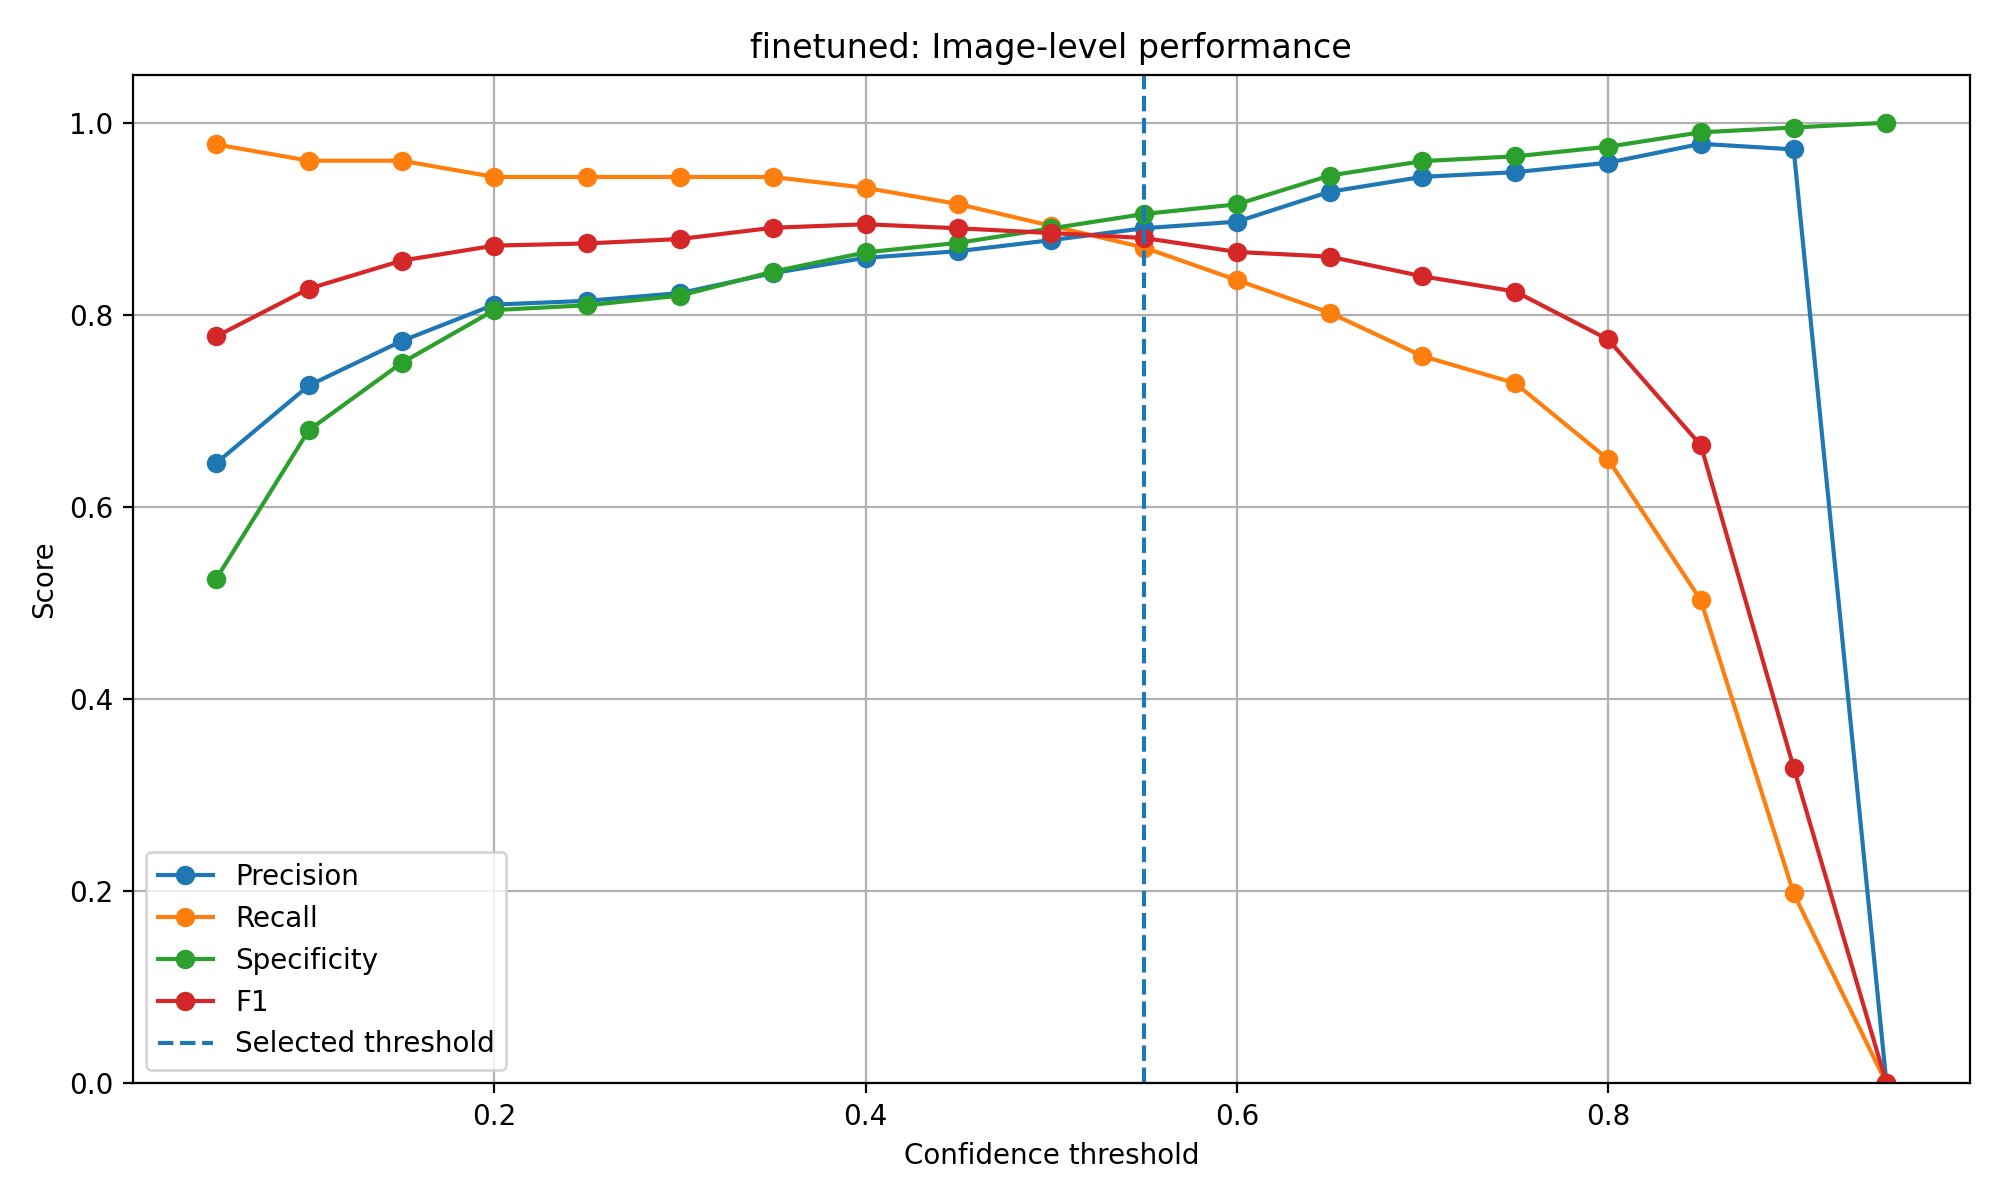 finetuned: Image-level performance
1.0
0.8
0.6
0.4
0.2
0.0
Score
Precision
Recall
Specificity
F1
Selected threshold
0.2 0.4 0.6 0.8
Confidence threshold